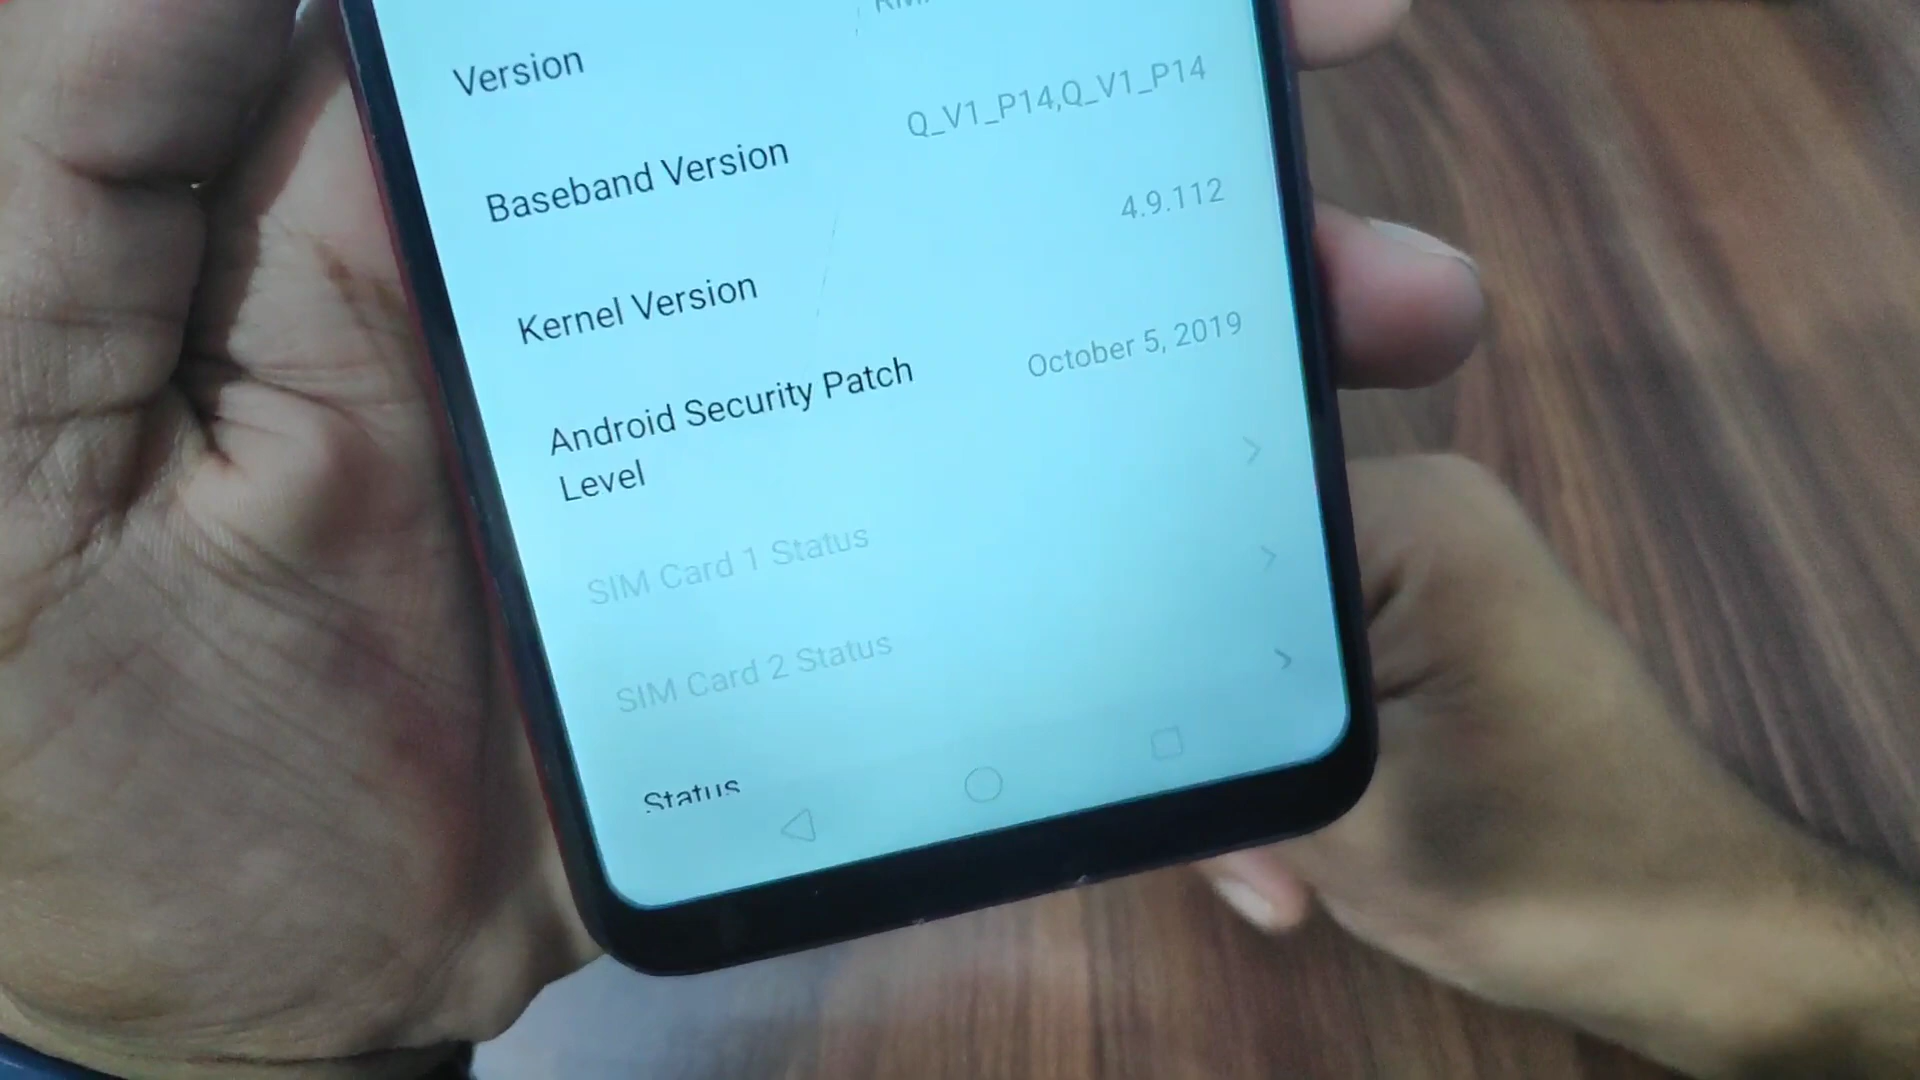 Version
Baseband Version
Q_V1_P14,Q_V1_P14
Kernel Version
4.9.112
Android Security Patch
Level
October 5, 2019
SIM Card 1 Status
SIM Card 2 Status
Status